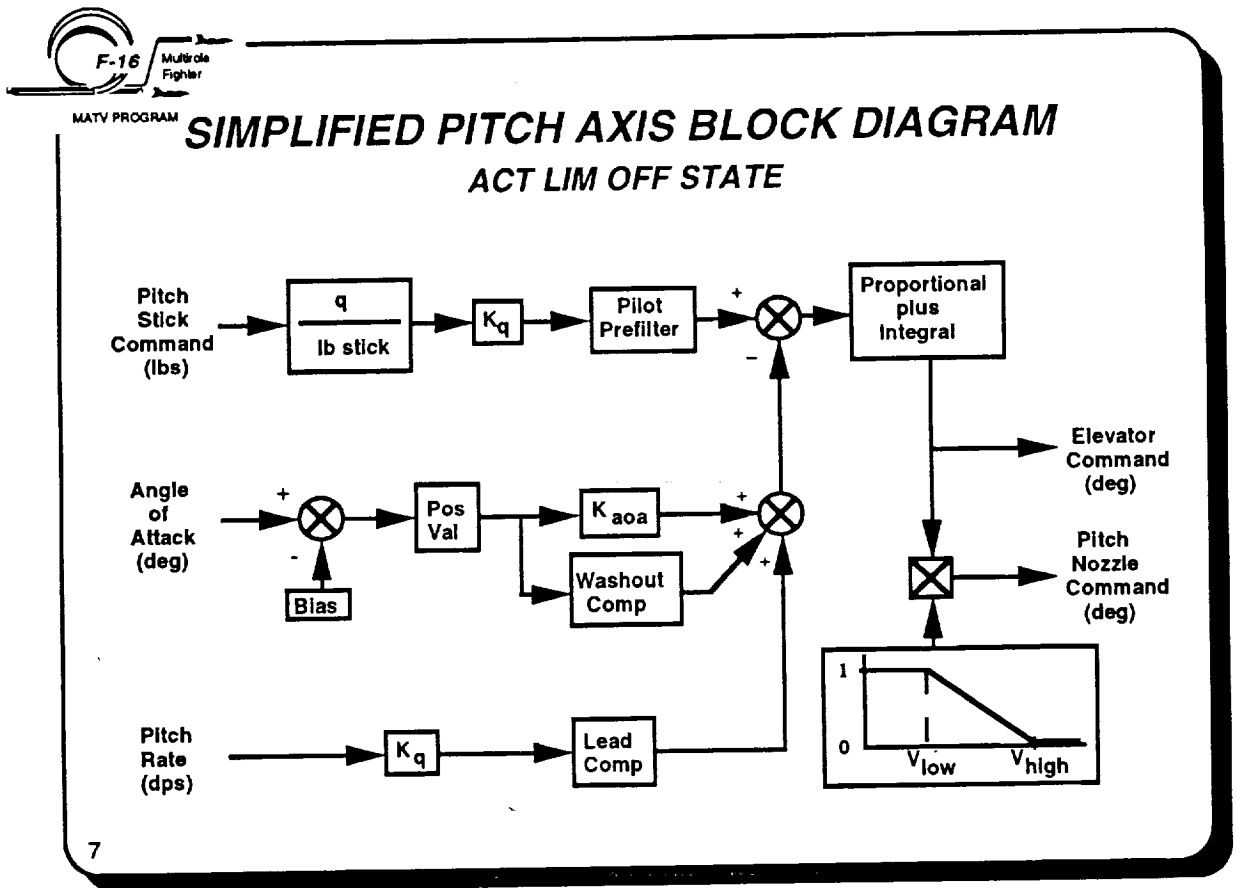 F-16
Multirole
Fighter
MATV PROGRAM
SIMPLIFIED PITCH AXIS BLOCK DIAGRAM
ACT LIM OFF STATE
Pitch
Stick
Command
(lbs)
q
lb stick
Kq
Pilot
Prefilter
+
-
Proportional
plus
Integral
Elevator
Command
(deg)
Angle
of
Attack
(deg)
+
-
Bias
Pos
Val
K aoa
Washout
Comp
+
+
+
Pitch
Nozzle
Command
(deg)
1
0
Vlow
Vhigh
Pitch
Rate
(dps)
Kq
Lead
Comp
7